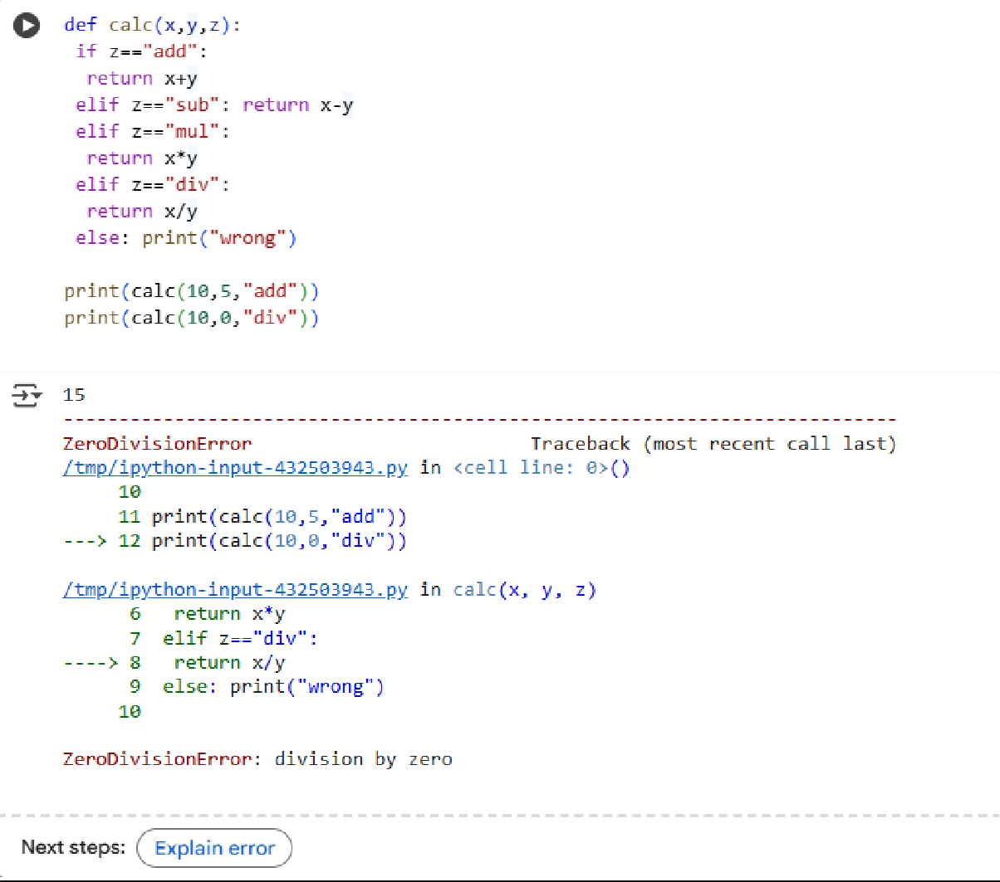 def calc(x,y,z):
 if z=="add":
  return x+y
 elif z=="sub": return x-y
 elif z=="mul":
  return x*y
 elif z=="div":
  return x/y
 else: print("wrong")

print(calc(10,5,"add"))
print(calc(10,0,"div"))

15
---------------------------------------------------------------------------
ZeroDivisionError                         Traceback (most recent call last)
/tmp/ipython-input-432503943.py in <cell line: 0>()
     10 
     11 print(calc(10,5,"add"))
---> 12 print(calc(10,0,"div"))

/tmp/ipython-input-432503943.py in calc(x, y, z)
      6   return x*y
      7  elif z=="div":
----> 8   return x/y
      9  else: print("wrong")
     10 

ZeroDivisionError: division by zero
Next steps: Explain error